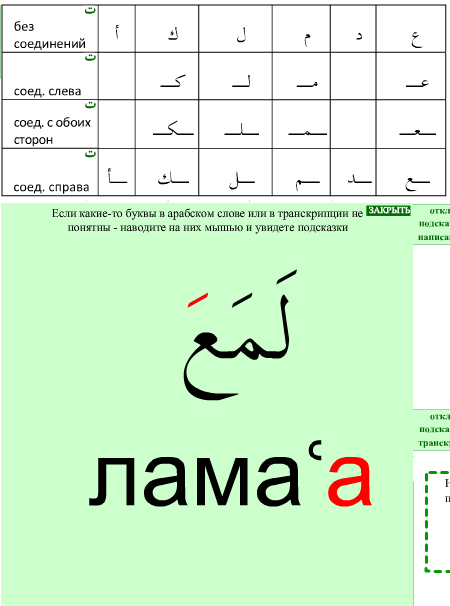 ت
без соединений أ ك ل م د ع
ت
соед. слева كـ لـ مـ عـ
ت
соед. с обоих сторон ـكـ ـلـ ـمـ ـعـ
ت
соед. справа ـأ ـك ـل ـم ـد ـع
Если какие-то буквы в арабском слове или в транскрипции не
понятны - наводите на них мышью и увидете подсказки
ЗАКРЫТЬ
откл
подска
написа
لَمَعَ
откл
подска
транскр
ламаʿа